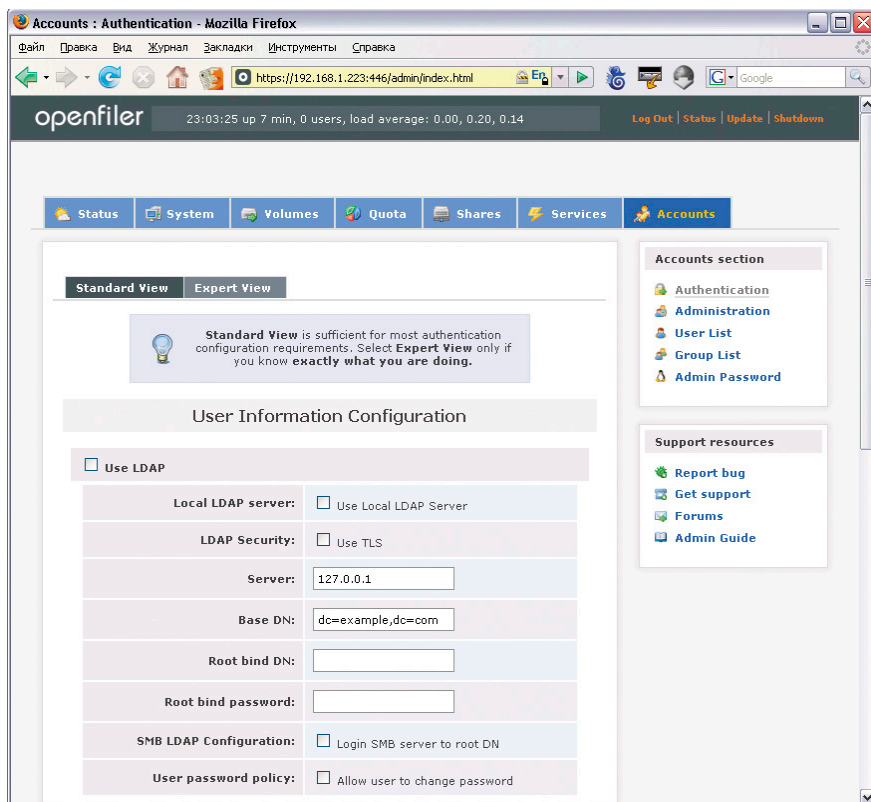 Accounts : Authentication - Mozilla Firefox
Файл Правка Вид Журнал Закладки Инструменты Справка
https://192.168.1.223:446/admin/index.html En G Google
openfiler 23:03:25 up 7 min, 0 users, load average: 0.00, 0.20, 0.14 Log Out | Status | Update | Shutdown
Status System Volumes Quota Shares Services Accounts
Standard View Expert View
Standard View is sufficient for most authentication
configuration requirements. Select Expert View only if
you know exactly what you are doing.
User Information Configuration
Use LDAP
Local LDAP server: Use Local LDAP Server
LDAP Security: Use TLS
Server: 127.0.0.1
Base DN: dc=example,dc=com
Root bind DN:
Root bind password:
SMB LDAP Configuration: Login SMB server to root DN
User password policy: Allow user to change password
Accounts section
Authentication
Administration
User List
Group List
Admin Password
Support resources
Report bug
Get support
Forums
Admin Guide